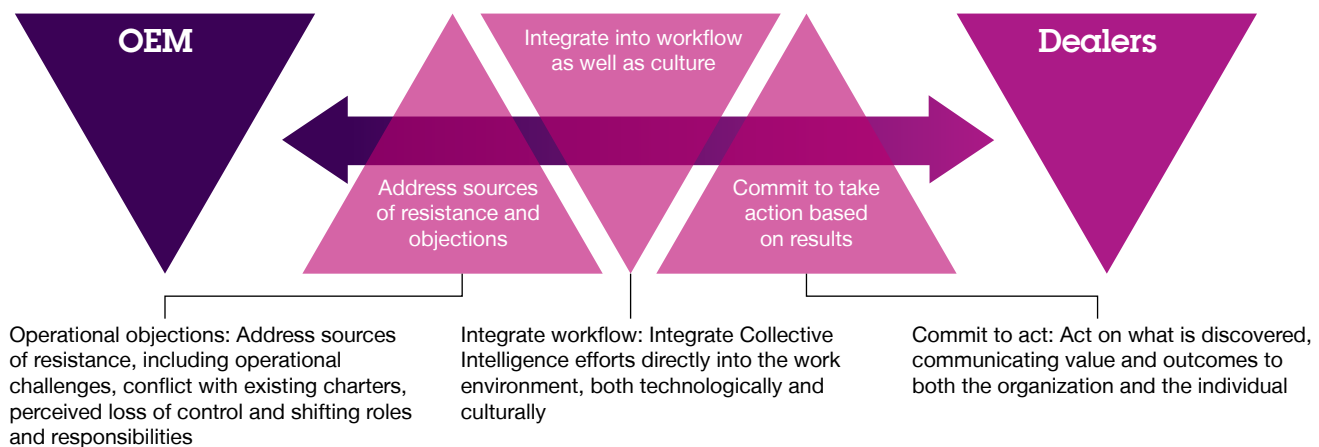 OEM
Integrate into workflow
as well as culture
Dealers
Address sources
of resistance and
objections
Commit to take
action based
on results
Operational objections: Address sources
of resistance, including operational
challenges, conflict with existing charters,
perceived loss of control and shifting roles
and responsibilities
Integrate workflow: Integrate Collective
Intelligence efforts directly into the work
environment, both technologically and
culturally
Commit to act: Act on what is discovered,
communicating value and outcomes to
both the organization and the individual